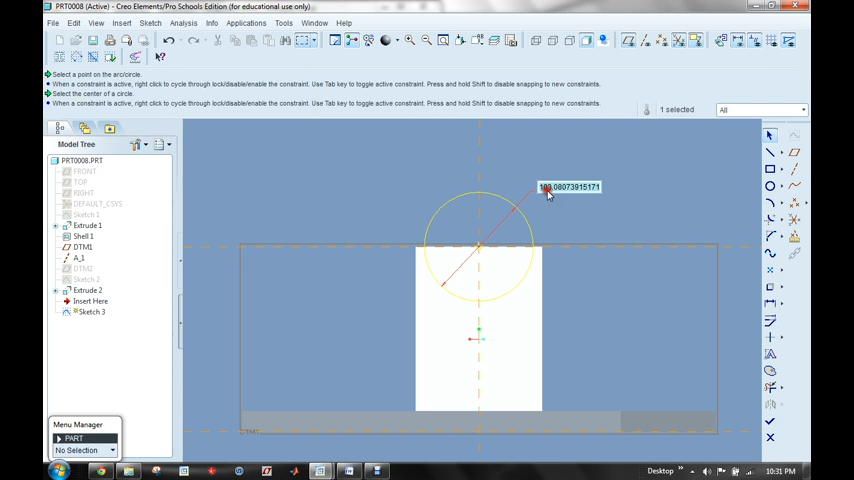 PRT0008 (Active) - Creo Elements/Pro Schools Edition (for educational use only)
File Edit View Insert Sketch Analysis Info Applications Tools Window Help
Select a point on the arc/circle.
When a constraint is active, right click to cycle through lock/disable/enable the constraint. Use Tab key to toggle active constraint. Press and hold Shift to disable snapping to new constraints.
Select the center of a circle.
When a constraint is active, right click to cycle through lock/disable/enable the constraint. Use Tab key to toggle active constraint. Press and hold Shift to disable snapping to new constraints.
1 selected
All
Model Tree
PRT0008.PRT
FRONT
TOP
RIGHT
DEFAULT_CSYS
Sketch 1
Extrude 1
Shell 1
DTM1
A_1
DTM2
Sketch 2
Extrude 2
Insert Here
Sketch 3
DTM1
Menu Manager
PART
No Selection
Desktop
10:31 PM